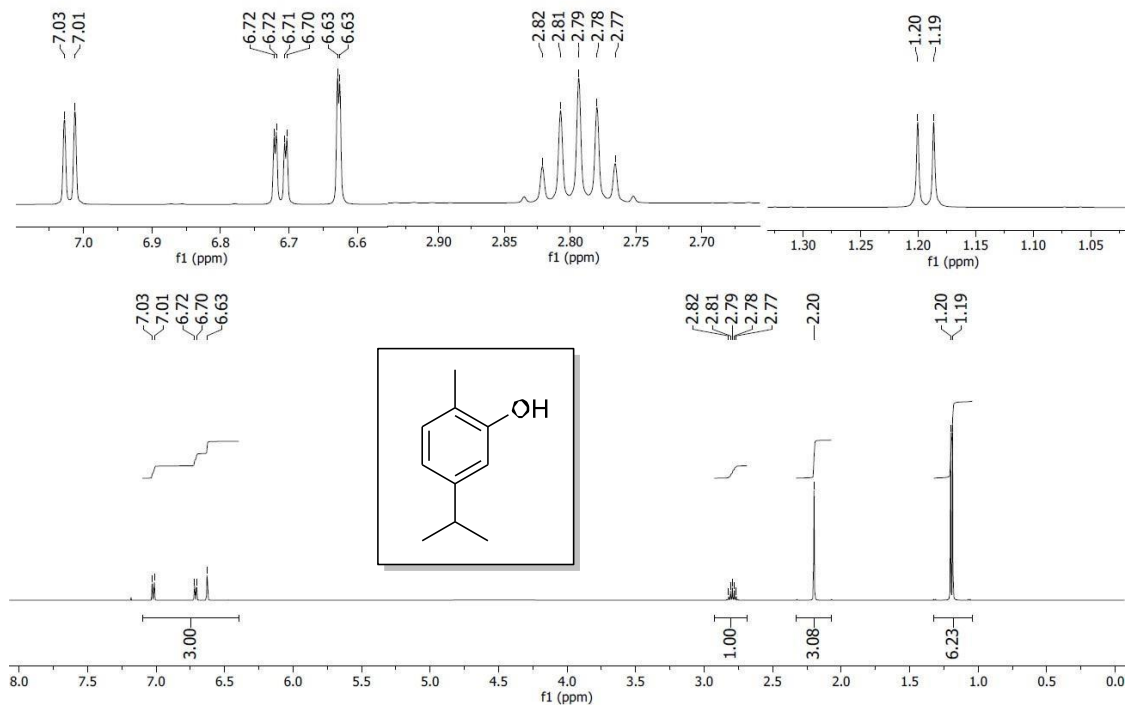 7.03 7.01 6.72 6.72 6.71 6.70 6.63 6.63 2.82 2.81 2.79 2.78 2.77 1.20 1.19
7.0 6.9 6.8 6.7 6.6 2.90 2.85 2.80 2.75 2.70 1.30 1.25 1.20 1.15 1.10 1.05
f1 (ppm) f1 (ppm) f1 (ppm)
7.03 7.01 6.72 6.70 6.63 2.82 2.81 2.79 2.78 2.77 2.20 1.20 1.19
OH
3.00 1.00 3.08 6.23
8.0 7.5 7.0 6.5 6.0 5.5 5.0 4.5 4.0 3.5 3.0 2.5 2.0 1.5 1.0 0.5 0.0
f1 (ppm)